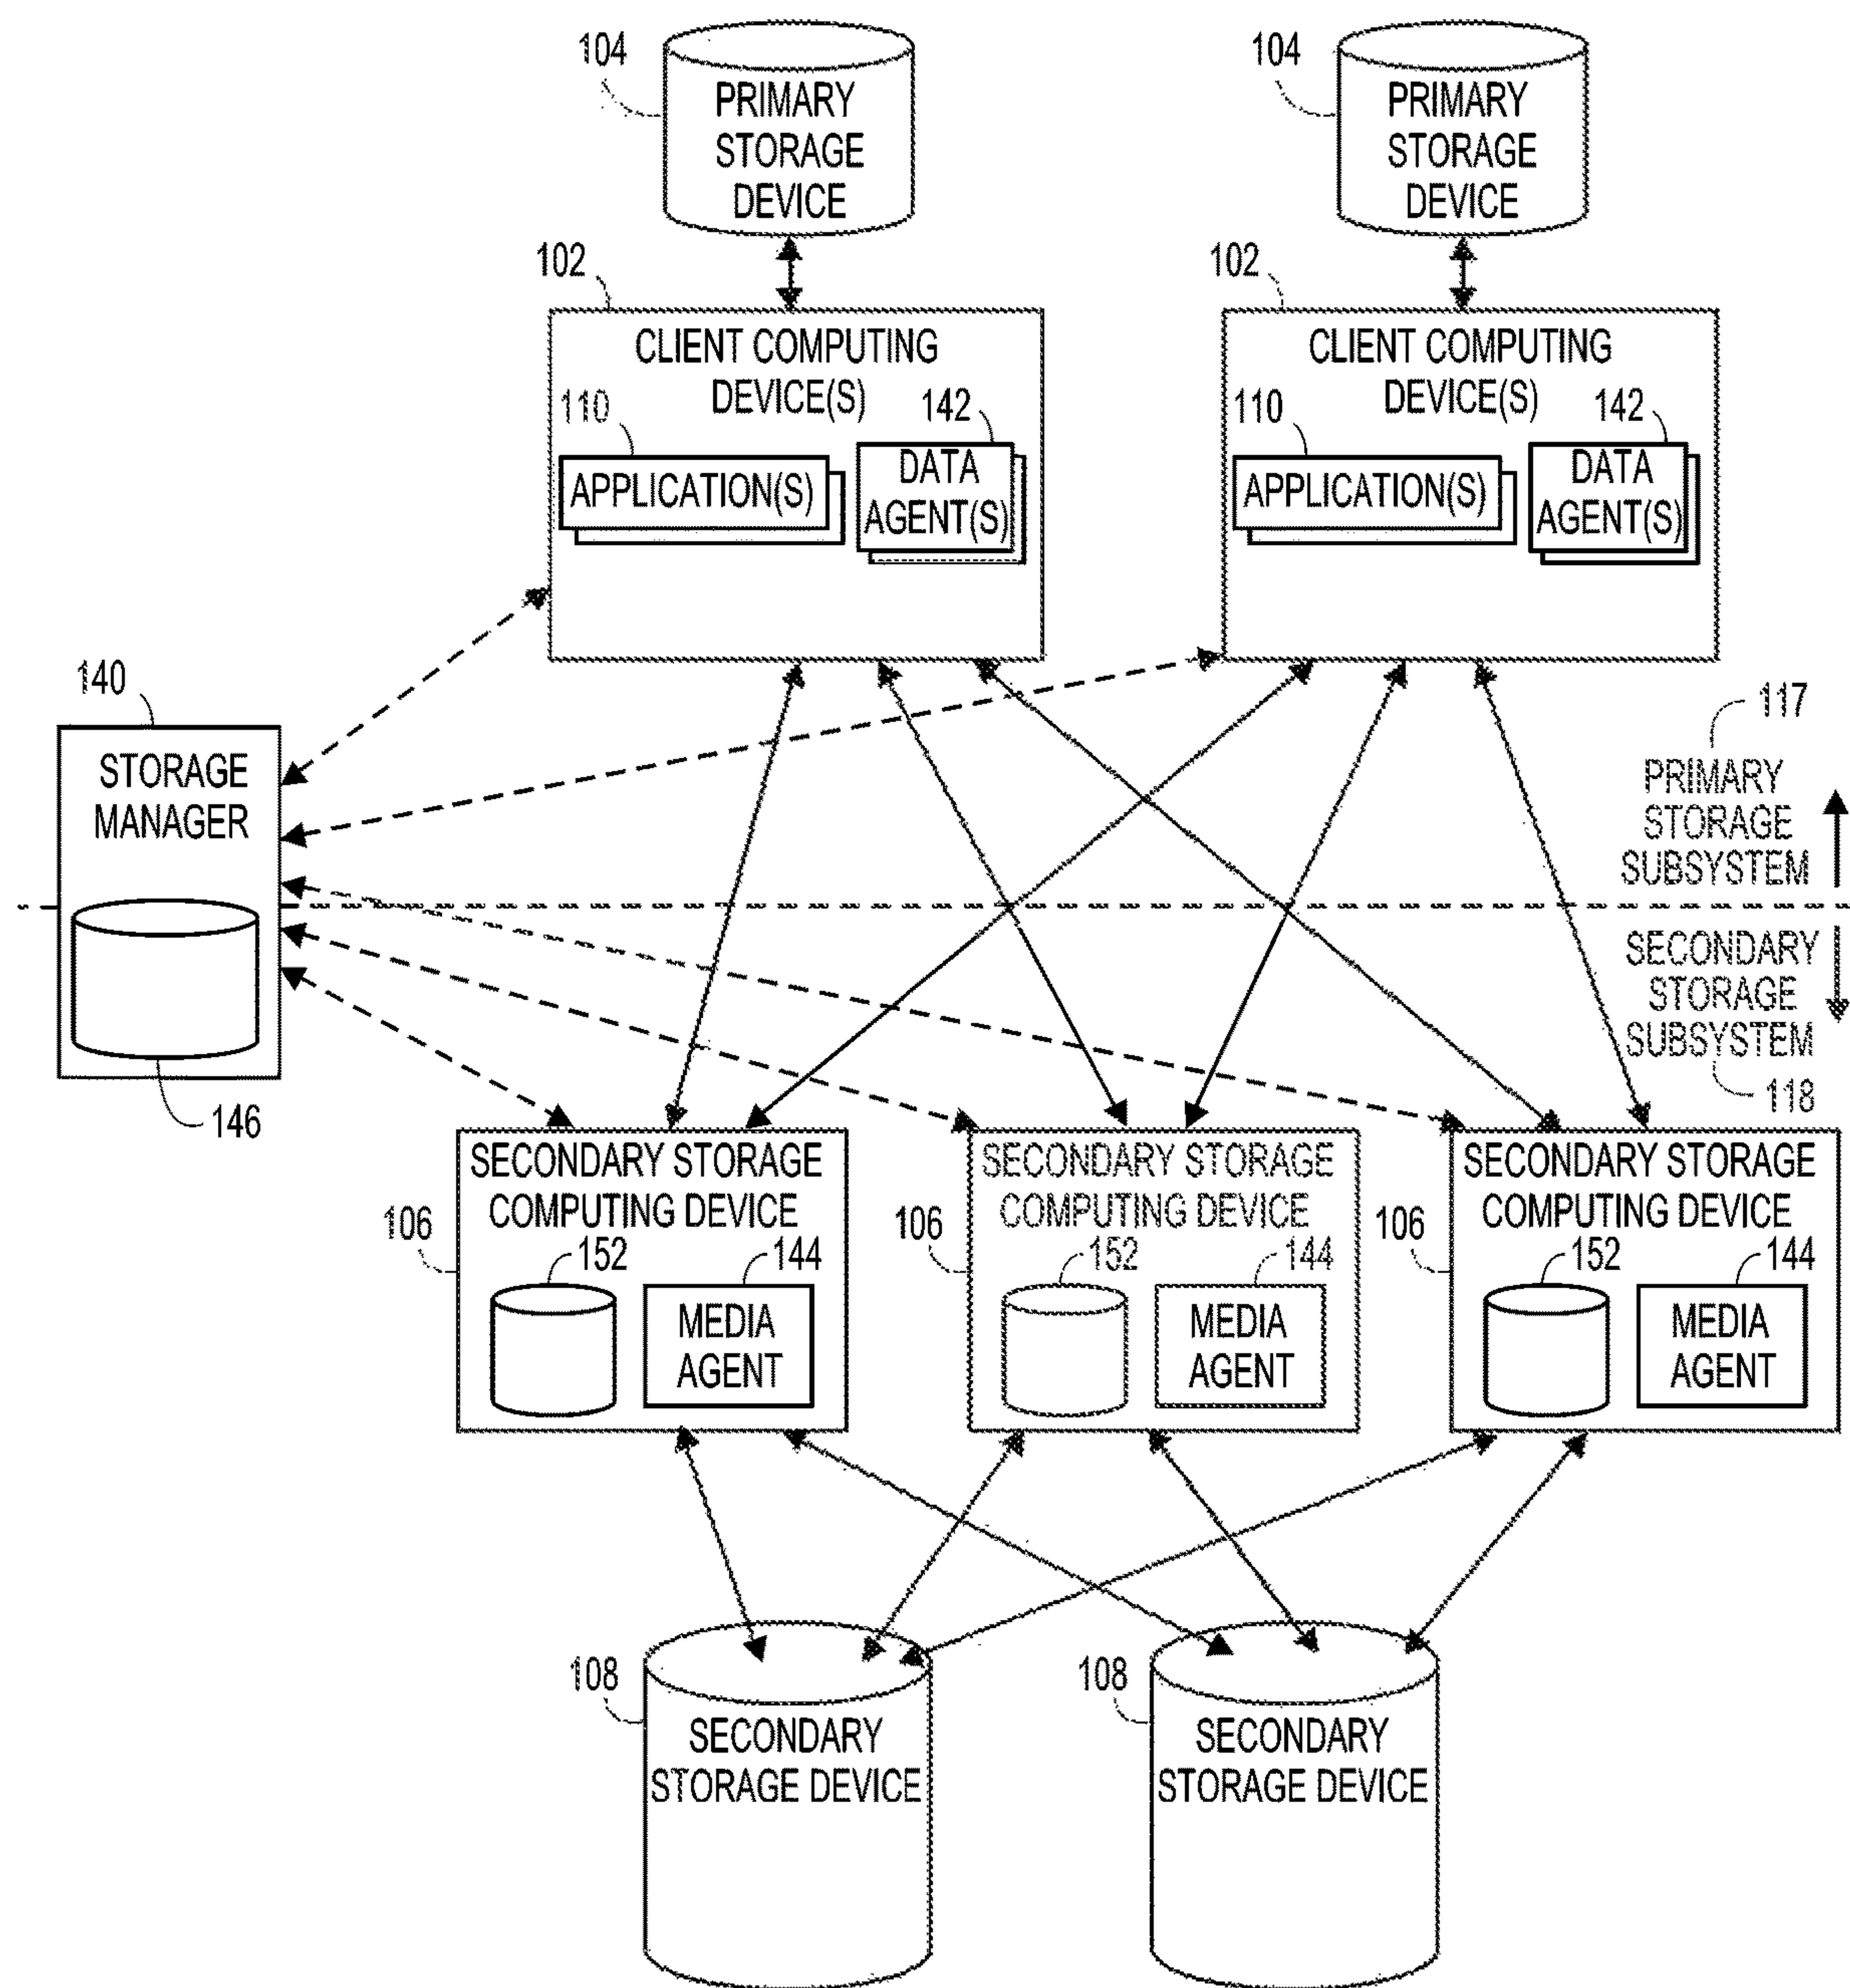 104
PRIMARY
STORAGE
DEVICE
104
PRIMARY
STORAGE
DEVICE
102
CLIENT COMPUTING
DEVICE(S)
110
142
APPLICATION(S)
DATA
AGENT(S)
102
CLIENT COMPUTING
DEVICE(S)
110
142
APPLICATION(S)
DATA
AGENT(S)
140
STORAGE
MANAGER
146
117
PRIMARY
STORAGE
SUBSYSTEM
SECONDARY
STORAGE
SUBSYSTEM
118
106
SECONDARY STORAGE
COMPUTING DEVICE
152
144
MEDIA
AGENT
106
SECONDARY STORAGE
COMPUTING DEVICE
152
144
MEDIA
AGENT
106
SECONDARY STORAGE
COMPUTING DEVICE
152
144
MEDIA
AGENT
108
SECONDARY
STORAGE DEVICE
108
SECONDARY
STORAGE DEVICE